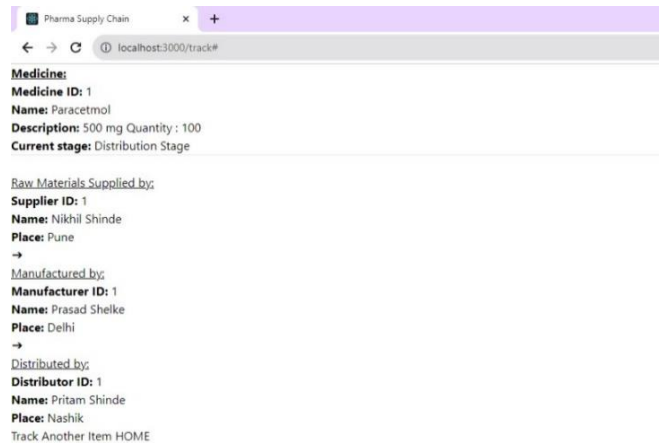 Pharma Supply Chain
localhost:3000/track#
Medicine:
Medicine ID: 1
Name: Paracetmol
Description: 500 mg Quantity : 100
Current stage: Distribution Stage
Raw Materials Supplied by:
Supplier ID: 1
Name: Nikhil Shinde
Place: Pune
→
Manufactured by:
Manufacturer ID: 1
Name: Prasad Shelke
Place: Delhi
→
Distributed by:
Distributor ID: 1
Name: Pritam Shinde
Place: Nashik
Track Another Item HOME